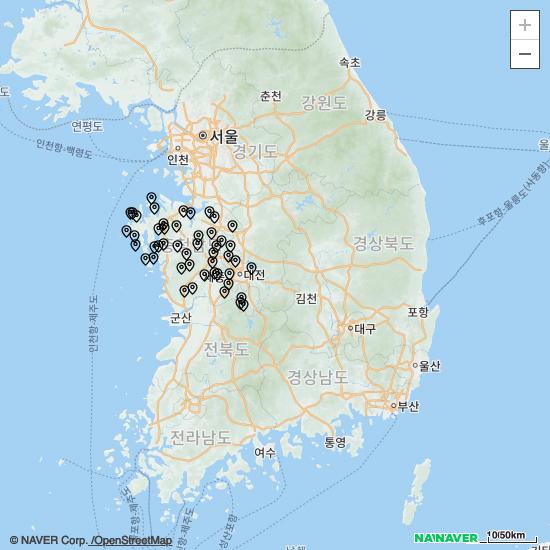 +
−
속초
춘천
강원도
강릉
도
연평도
인천항-백령도
서울
인천
경기도
울
후포항-울릉도(사동항)
경상북도
대전
김천
포항
인천항-제주도
군산
대구
전북도
경상남도
울산
부산
전라남도
여수
통영
© NAVER Corp. /OpenStreetMap
NAVER
10/50km